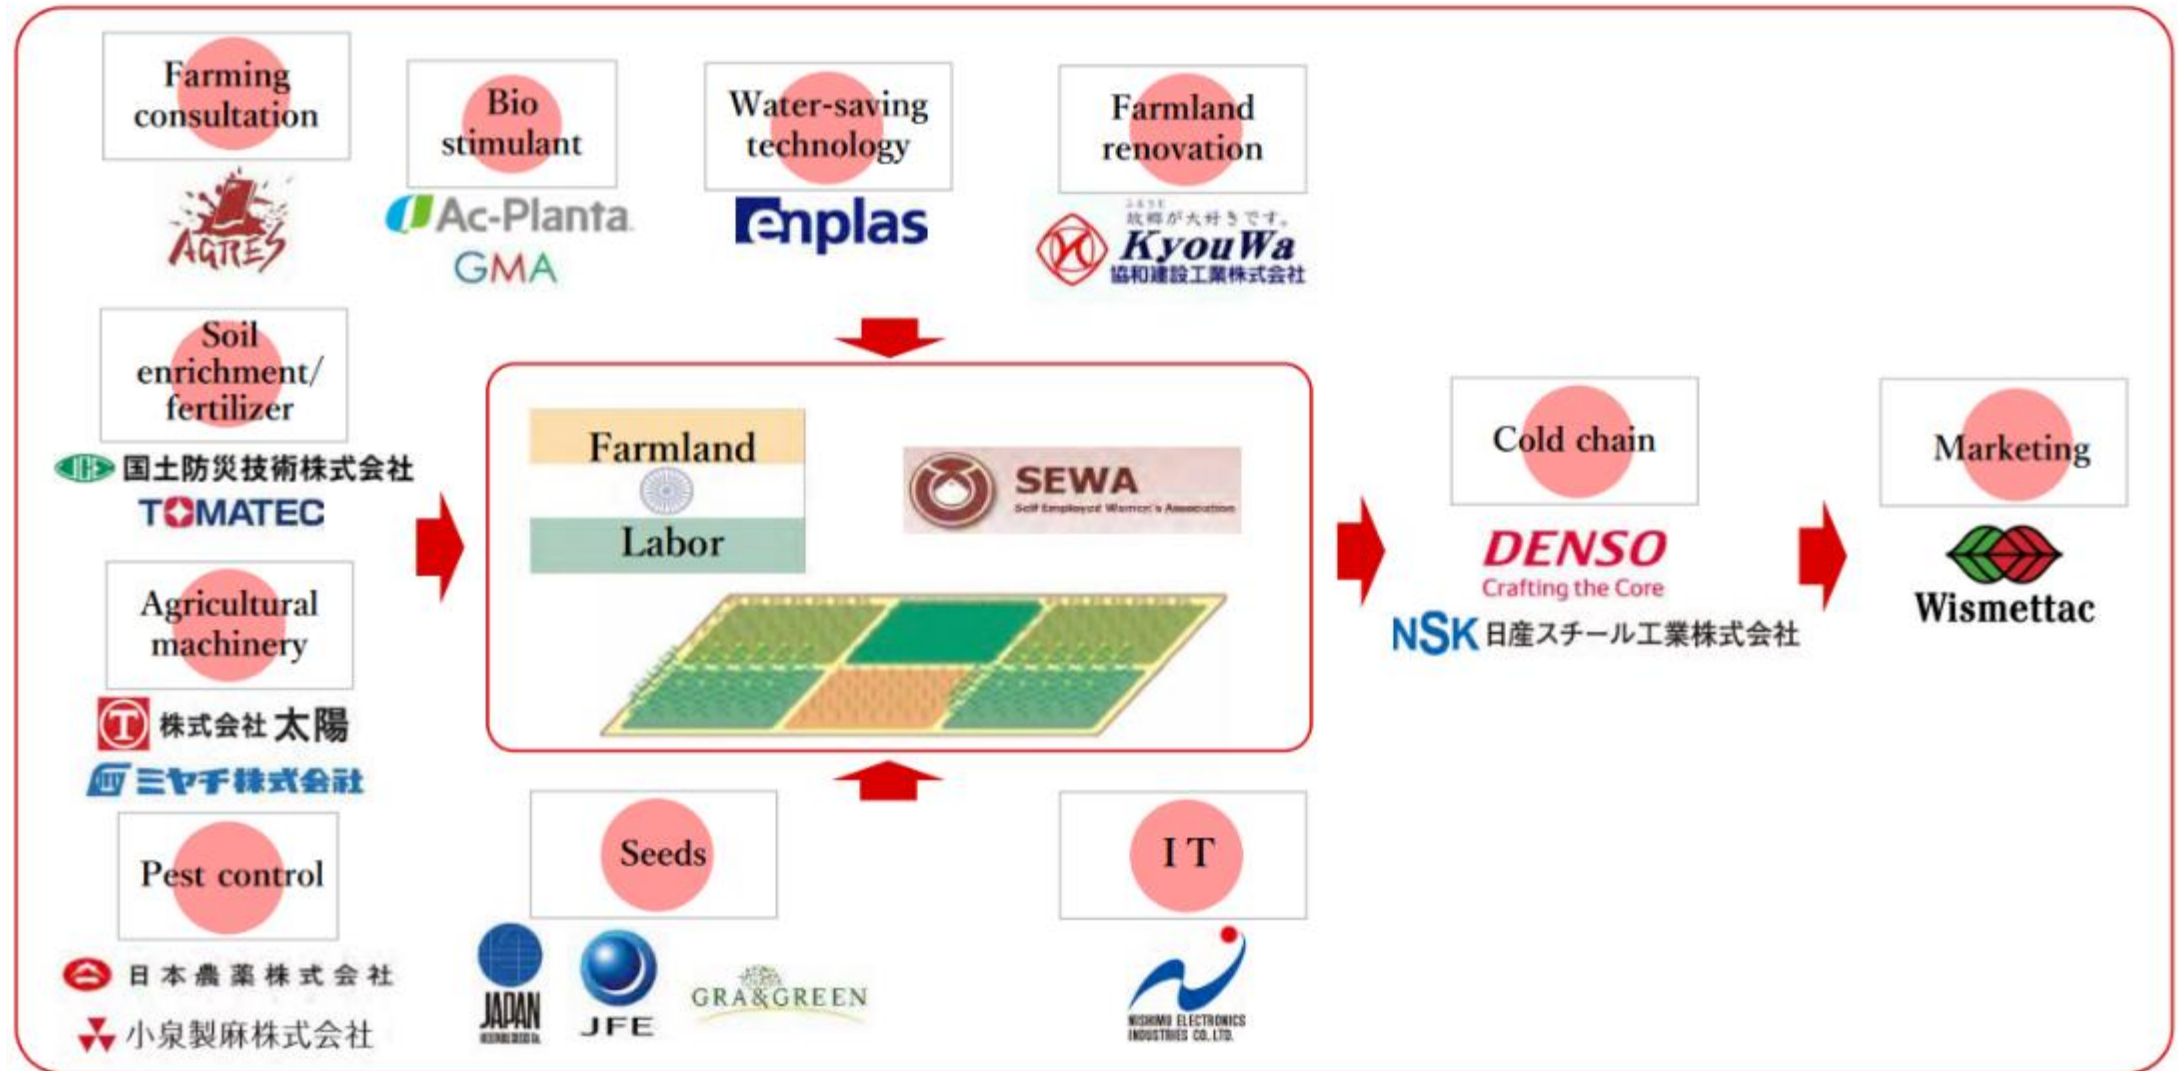 Farming
consultation
AGRES
Bio
stimulant
Ac-Planta
GMA
Water-saving
technology
enplas
Farmland
renovation
ふるさと
故郷が大好きです。
KyouWa
協和建設工業株式会社
Soil
enrichment/
fertilizer
国土防災技術株式会社
TOMATEC
Agricultural
machinery
株式会社 太陽
ミヤチ株式会社
Pest control
日本農薬株式会社
小泉製麻株式会社
Farmland
Labor
SEWA
Self Employed Women's Association
Seeds
JAPAN
JFE
GRA&GREEN
IT
NISHIMU ELECTRONICS
INDUSTRIES CO., LTD.
Cold chain
DENSO
Crafting the Core
NSK 日産スチール工業株式会社
Marketing
Wismettac